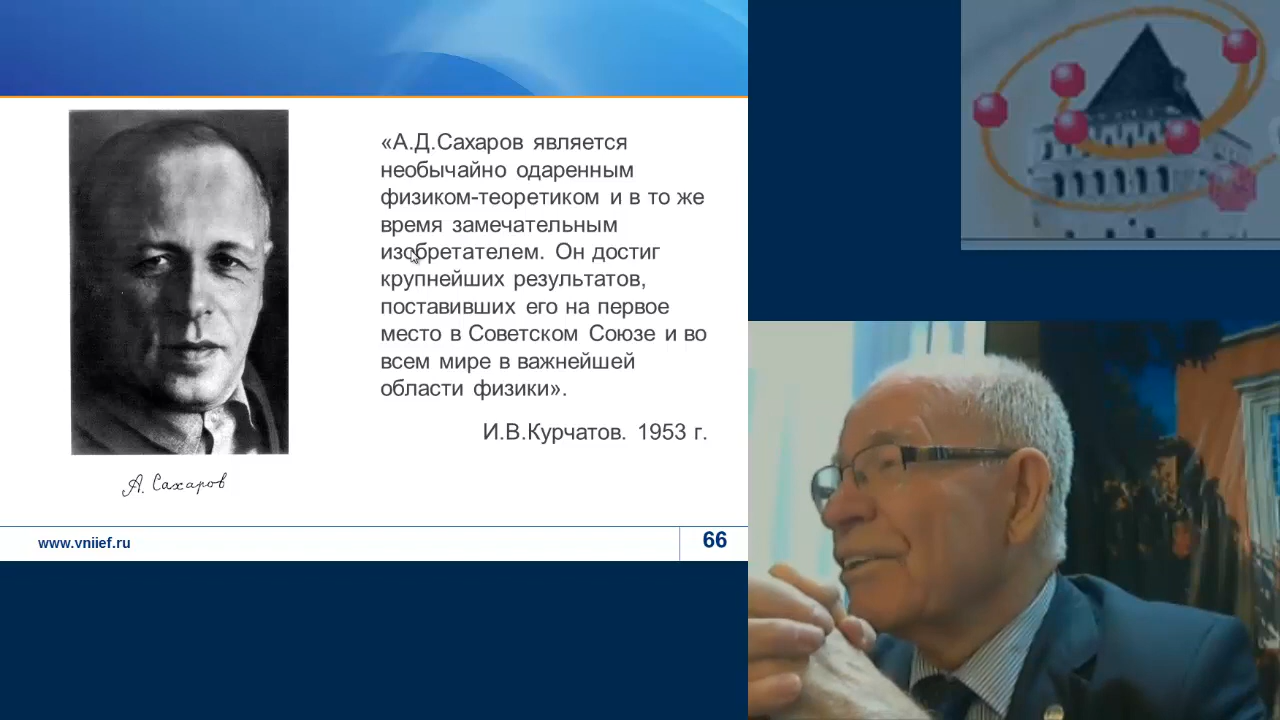 «А.Д.Сахаров является
необычайно одаренным
физиком-теоретиком и в то же
время замечательным
изобретателем. Он достиг
крупнейших результатов,
поставивших его на первое
место в Советском Союзе и во
всем мире в важнейшей
области физики».
И.В.Курчатов. 1953 г.
А. Сахаров
www.vniief.ru
66